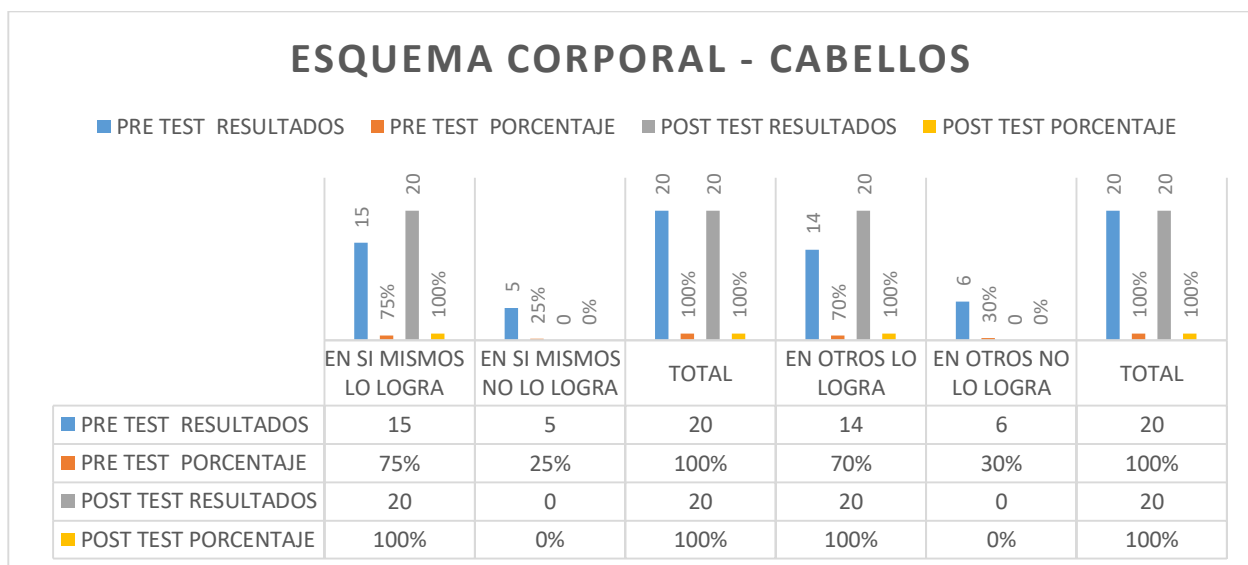 ESQUEMA CORPORAL - CABELLOS
PRE TEST RESULTADOS PRE TEST PORCENTAJE POST TEST RESULTADOS POST TEST PORCENTAJE
15 75% 20 100% 5 25% 0 0% 20 100% 20 100% 14 70% 20 100% 6 30% 0 0% 20 100% 20 100%
EN SI MISMOS EN SI MISMOS TOTAL EN OTROS LO EN OTROS NO TOTAL
LO LOGRA NO LO LOGRA LOGRA LO LOGRA
PRE TEST RESULTADOS 15 5 20 14 6 20
PRE TEST PORCENTAJE 75% 25% 100% 70% 30% 100%
POST TEST RESULTADOS 20 0 20 20 0 20
POST TEST PORCENTAJE 100% 0% 100% 100% 0% 100%